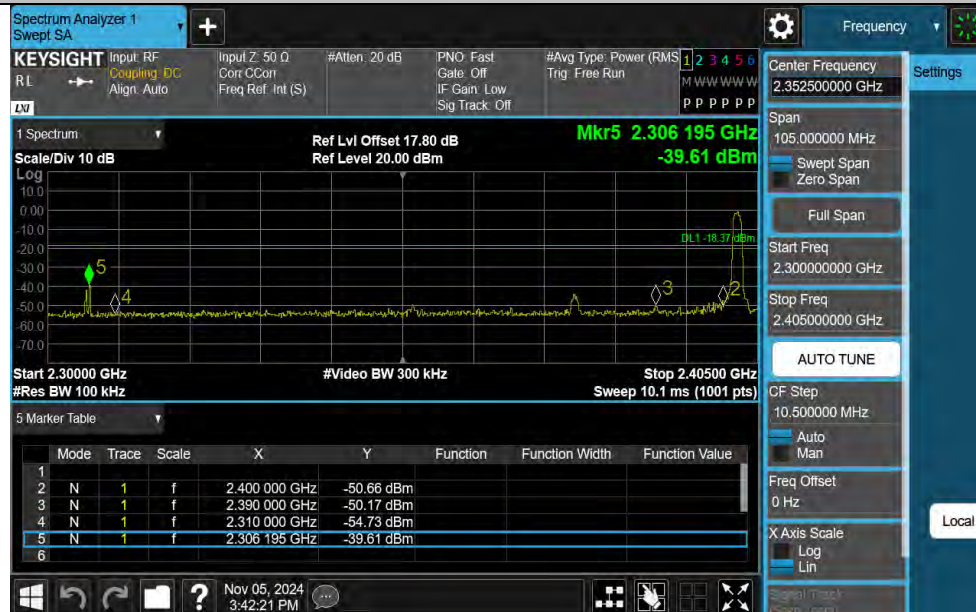 Spectrum Analyzer 1
Swept SA
+
Frequency
KEYSIGHT
R L
LXI
Input: RF
Coupling: DC
Align: Auto
Input Z: 50 Ω
Corr CCorr
Freq Ref: Int (S)
#Atten: 20 dB
PNO: Fast
Gate: Off
IF Gain: Low
Sig Track: Off
#Avg Type: Power (RMS
Trig: Free Run
1 2 3 4 5 6
M W W W W W
P P P P P P
1 Spectrum
Scale/Div 10 dB
Ref Lvl Offset 17.80 dB
Ref Level 20.00 dBm
Mkr5 2.306 195 GHz
-39.61 dBm
Log
10.0
0.00
-10.0
-20.0
-30.0
-40.0
-50.0
-60.0
-70.0
DL1 -18.37 dBm
5
4
3
2
Start 2.30000 GHz
#Video BW 300 kHz
Stop 2.40500 GHz
#Res BW 100 kHz
Sweep 10.1 ms (1001 pts)
5 Marker Table
Mode Trace Scale X Y Function Function Width Function Value
1
2 N 1 f 2.400 000 GHz -50.66 dBm
3 N 1 f 2.390 000 GHz -50.17 dBm
4 N 1 f 2.310 000 GHz -54.73 dBm
5 N 1 f 2.306 195 GHz -39.61 dBm
6
?
Nov 05, 2024
3:42:21 PM
Center Frequency
2.352500000 GHz
Settings
Span
105.000000 MHz
Swept Span
Zero Span
Full Span
Start Freq
2.300000000 GHz
Stop Freq
2.405000000 GHz
AUTO TUNE
CF Step
10.500000 MHz
Auto
Man
Freq Offset
0 Hz
Local
X Axis Scale
Log
Lin
Signal Track